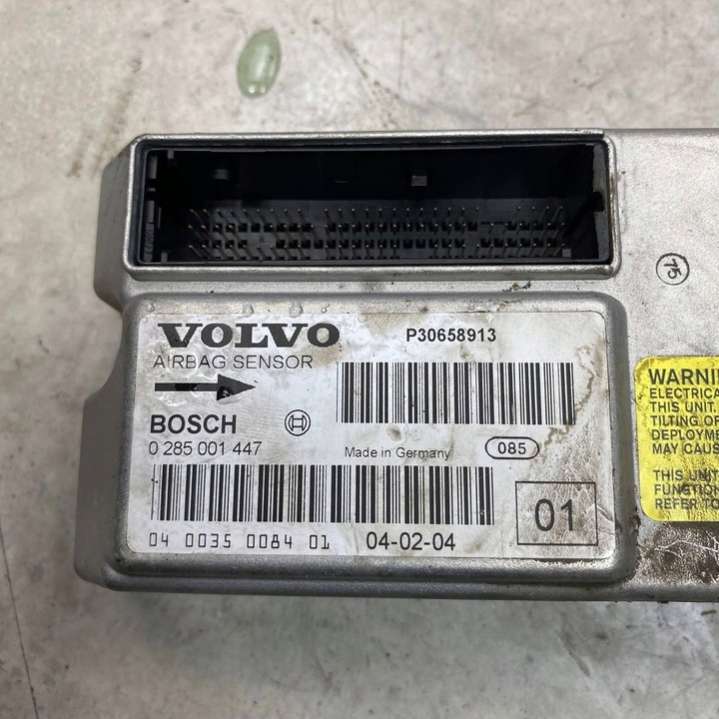 VOLVO
P30658913
AIRBAG SENSOR
BOSCH
0 285 001 447
Made in Germany
085
04 0035 0084 01
04-02-04
01
75
ELECTRICA
THIS UNIT
TILTING OF
DEPLOYME
MAY CAUS
THIS UNIT
FUNCTION
REFER TO